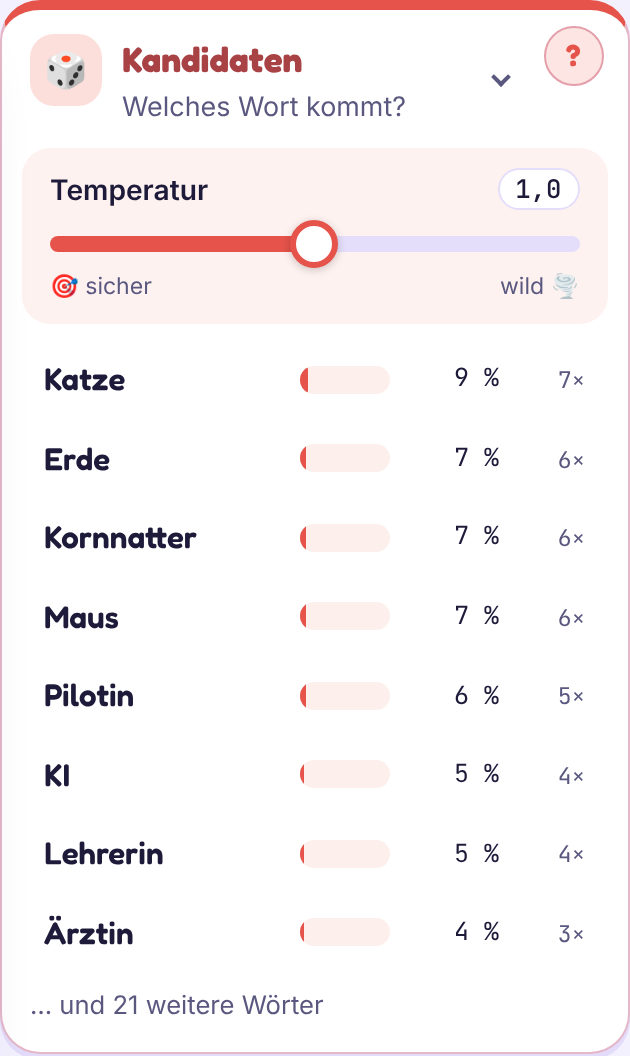 Kandidaten
?
Welches Wort kommt?
Temperatur 1,0
sicher wild
Katze 9 % 7×
Erde 7 % 6×
Kornnatter 7 % 6×
Maus 7 % 6×
Pilotin 6 % 5×
KI 5 % 4×
Lehrerin 5 % 4×
Ärztin 4 % 3×
... und 21 weitere Wörter